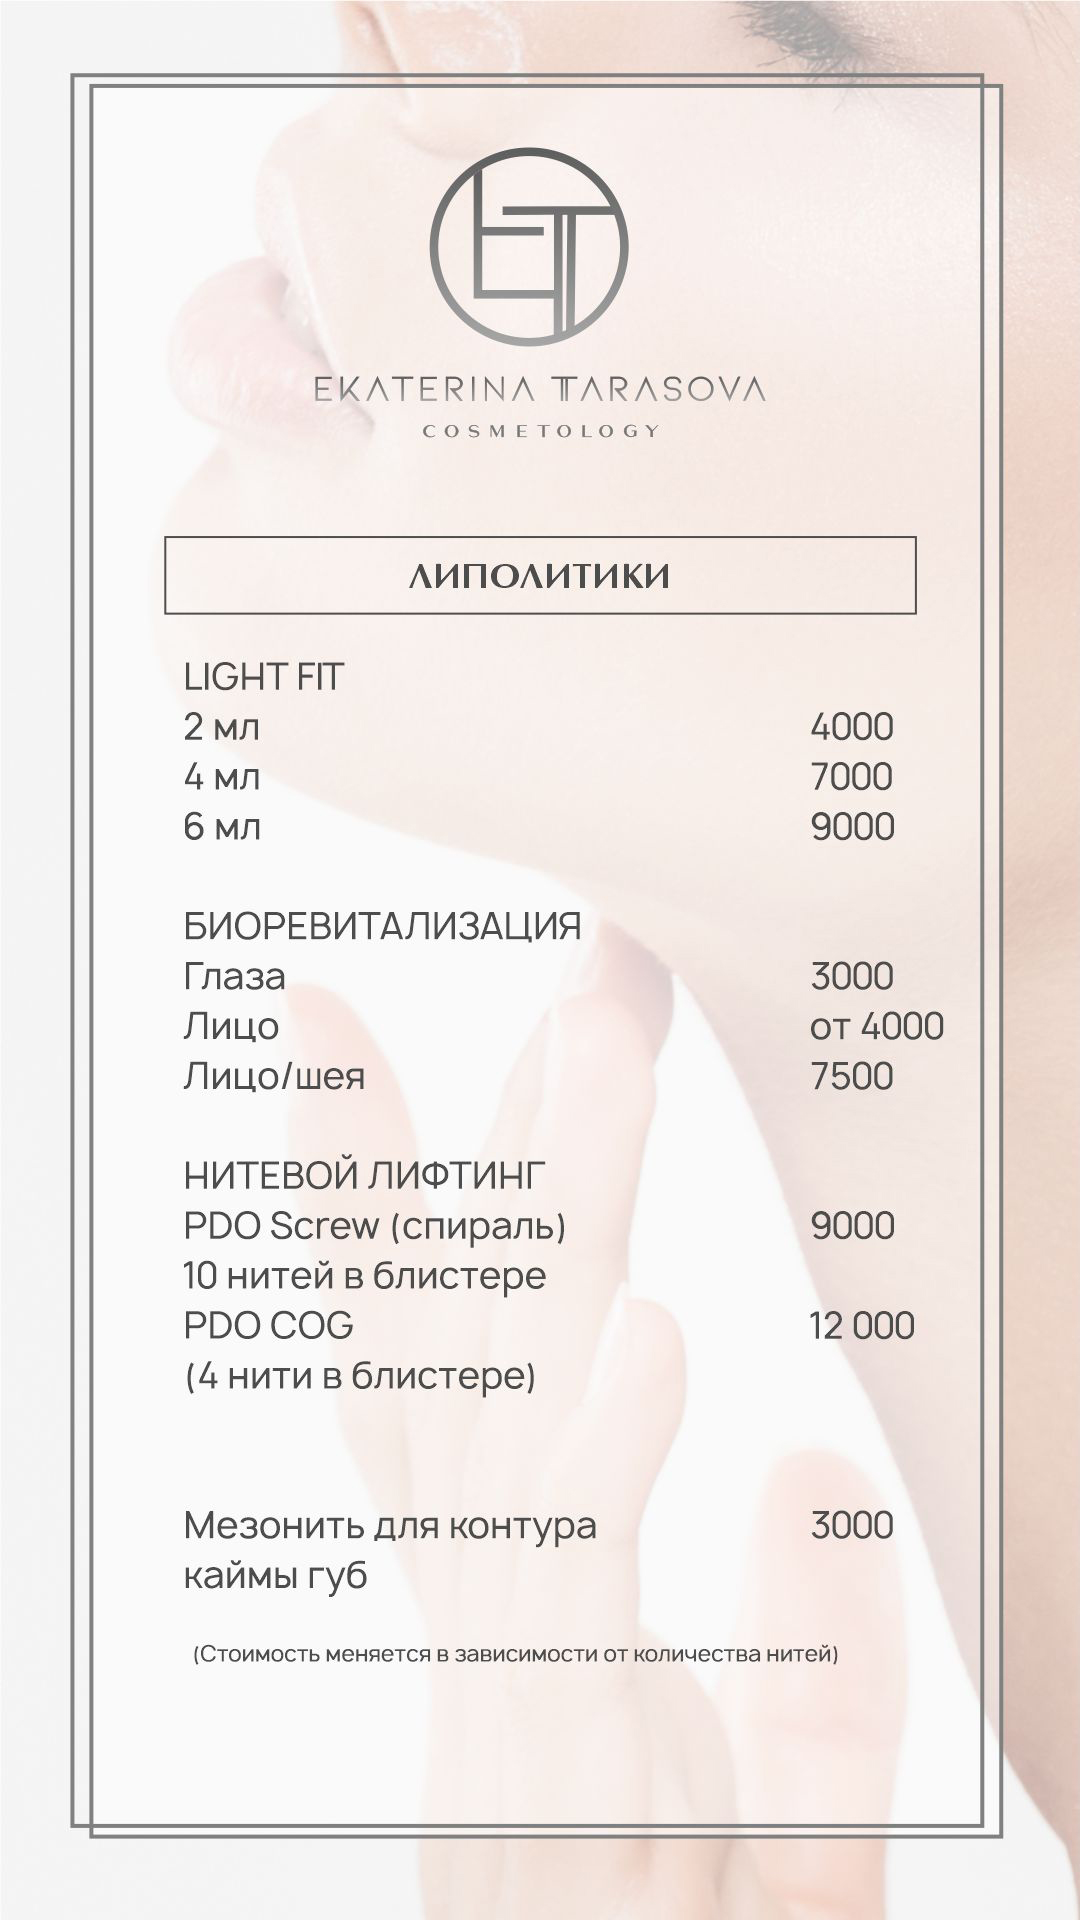 EKATERINA TARASOVA
COSMETOLOGY
ЛИПОЛИТИКИ
LIGHT FIT
2 мл 4000
4 мл 7000
6 мл 9000
БИОРЕВИТАЛИЗАЦИЯ
Глаза 3000
Лицо от 4000
Лицо/шея 7500
НИТЕВОЙ ЛИФТИНГ
PDO Screw (спираль) 9000
10 нитей в блистере
PDO COG 12 000
(4 нити в блистере)
Мезонить для контура 3000
каймы губ
(Стоимость меняется в зависимости от количества нитей)